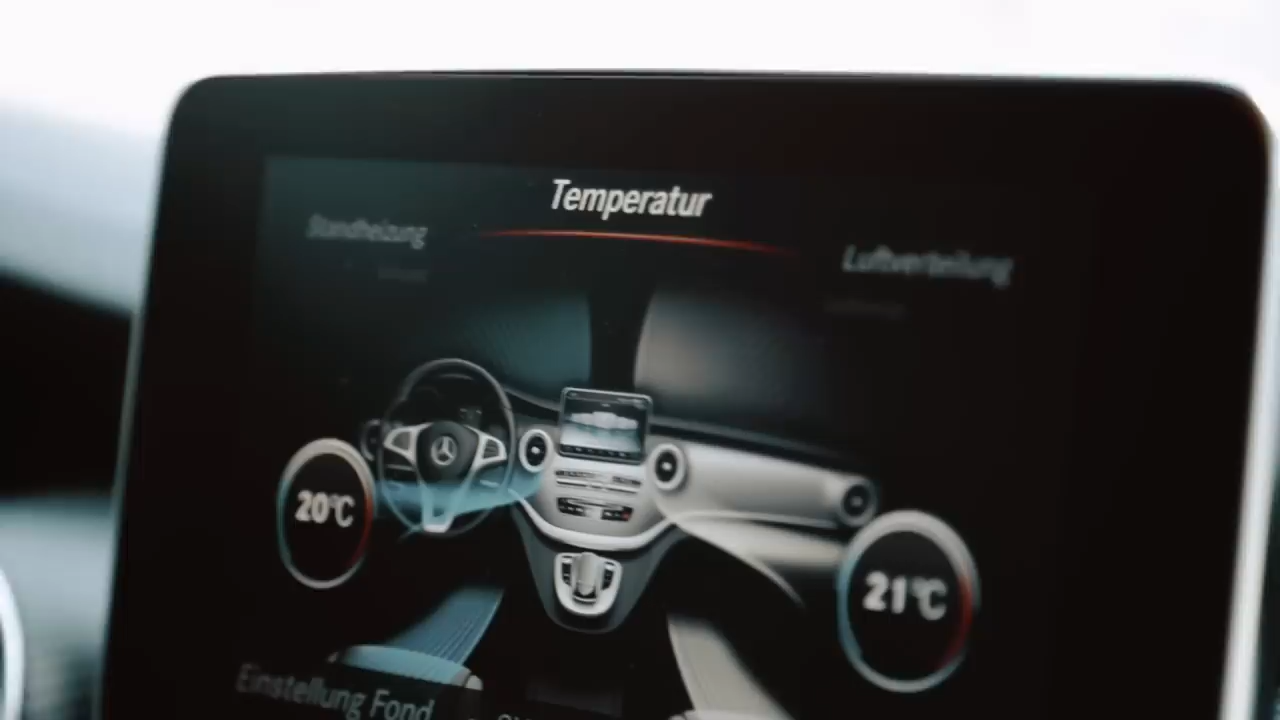 Temperatur
Standheizung
Luftverteilung
20°C
21°C
Einstellung Fond